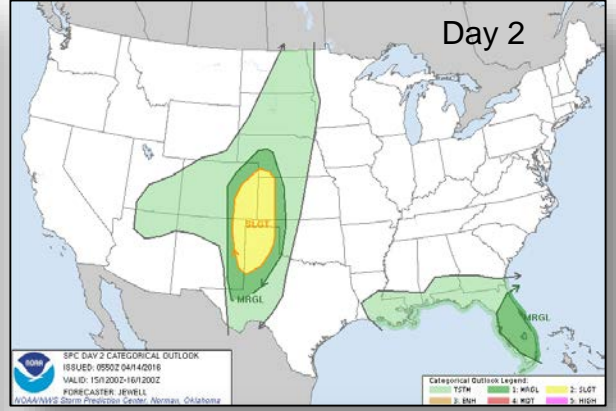 Day 2
SLGT
MRGL
MRGL
NOAA
SPC DAY 2 CATEGORICAL OUTLOOK
ISSUED: 0550Z 04/14/2016
VALID: 15/1200Z-16/1200Z
FORECASTER: JEWELL
NOAA/NWS Storm Prediction Center, Norman, Oklahoma
Categorical Outlook Legend:
TSTM 1: MRGL 2: SLGT
3: ENH 4: MDT 5: HIGH